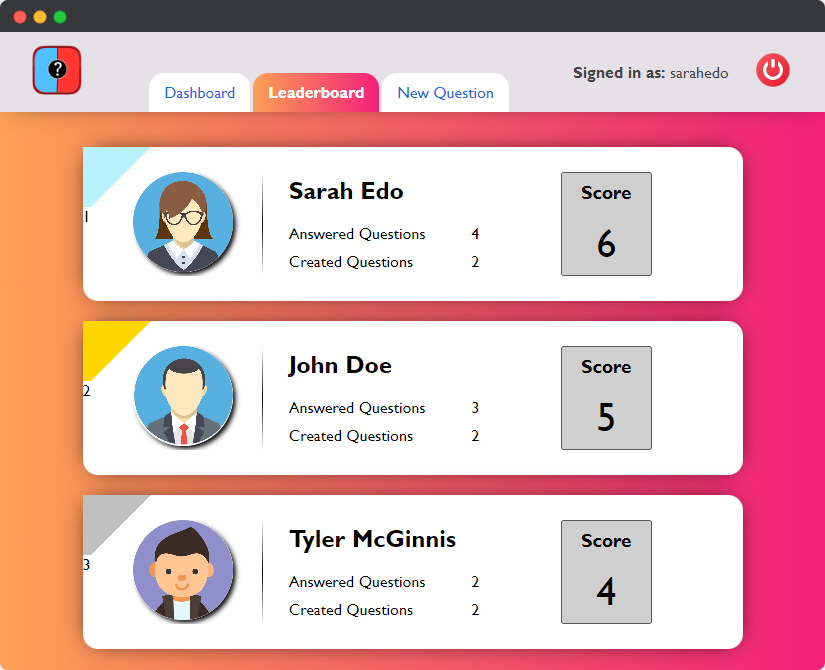 ?
Dashboard
Leaderboard
New Question
Signed in as: sarahedo
1
Sarah Edo
Answered Questions 4
Created Questions 2
Score
6
2
John Doe
Answered Questions 3
Created Questions 2
Score
5
3
Tyler McGinnis
Answered Questions 2
Created Questions 2
Score
4